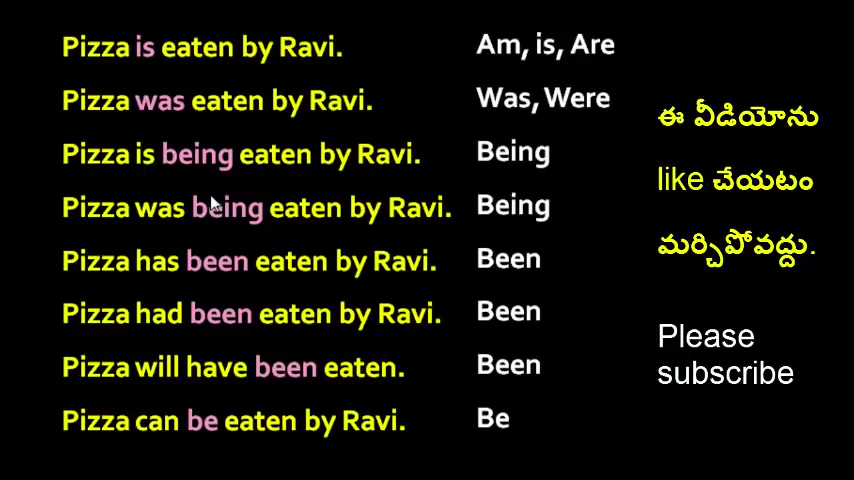 Pizza is eaten by Ravi. Am, is, Are
Pizza was eaten by Ravi. Was, Were
Pizza is being eaten by Ravi. Being
Pizza was being eaten by Ravi. Being
Pizza has been eaten by Ravi. Been
Pizza had been eaten by Ravi. Been
Pizza will have been eaten. Been
Pizza can be eaten by Ravi. Be
ఈ వీడియోను
like చేయటం
మర్చిపోవద్దు.
Please
subscribe